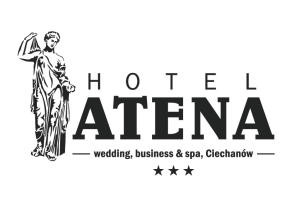 HOTEL
ATENA
wedding, business & spa, Ciechanów